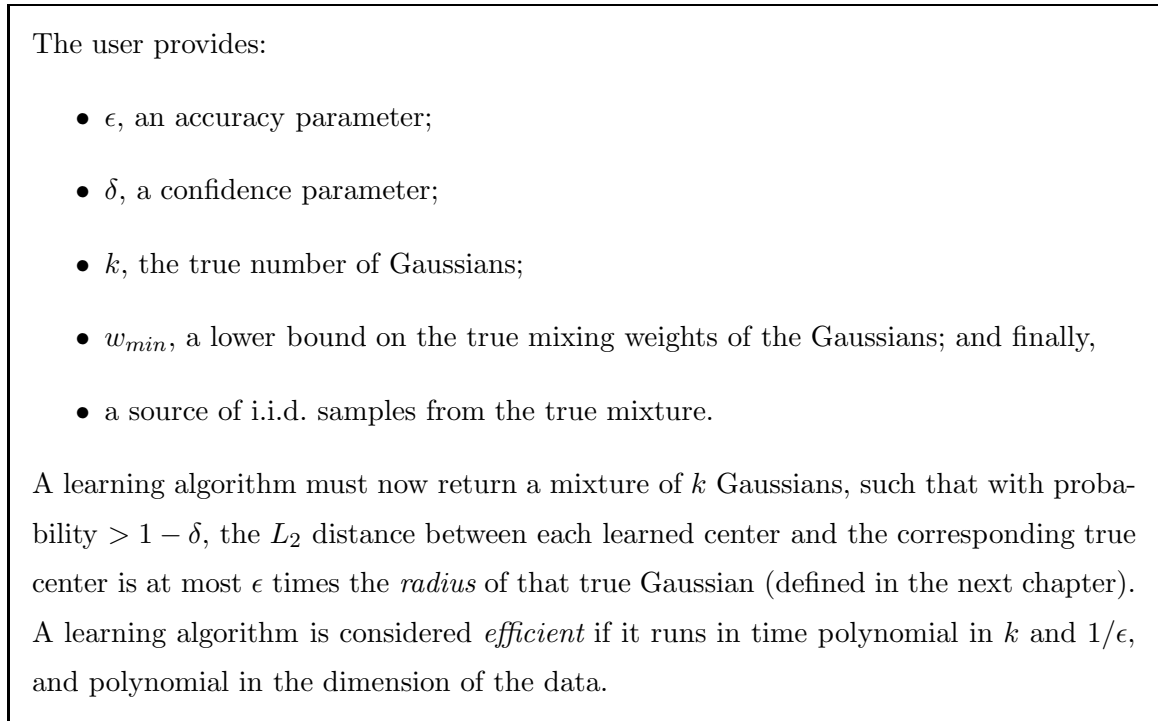 The user provides:
• ϵ, an accuracy parameter;
• δ, a confidence parameter;
• k, the true number of Gaussians;
• w_min, a lower bound on the true mixing weights of the Gaussians; and finally,
• a source of i.i.d. samples from the true mixture.
A learning algorithm must now return a mixture of k Gaussians, such that with proba-
bility > 1 − δ, the L₂ distance between each learned center and the corresponding true
center is at most ϵ times the radius of that true Gaussian (defined in the next chapter).
A learning algorithm is considered efficient if it runs in time polynomial in k and 1/ϵ,
and polynomial in the dimension of the data.